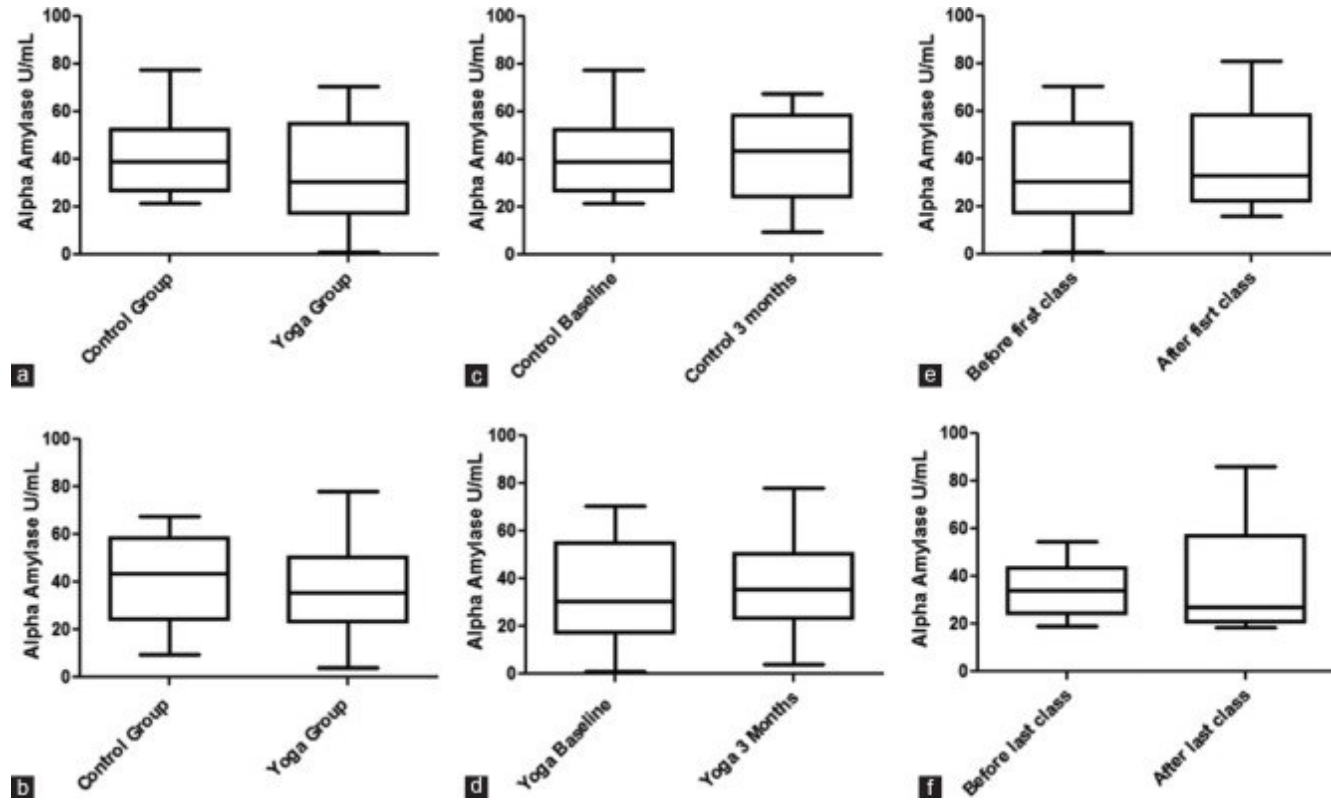 Alpha Amylase U/mL
100
80
60
40
20
0
Control Group
Yoga Group
a
Alpha Amylase U/mL
100
80
60
40
20
0
Control Baseline
Control 3 months
c
Alpha Amylase U/mL
100
80
60
40
20
0
Before first class
After fisrt class
e
Alpha Amylase U/mL
100
80
60
40
20
0
Control Group
Yoga Group
b
Alpha Amylase U/mL
100
80
60
40
20
0
Yoga Baseline
Yoga 3 Months
d
Alpha Amylase U/mL
100
80
60
40
20
0
Before last class
After last class
f